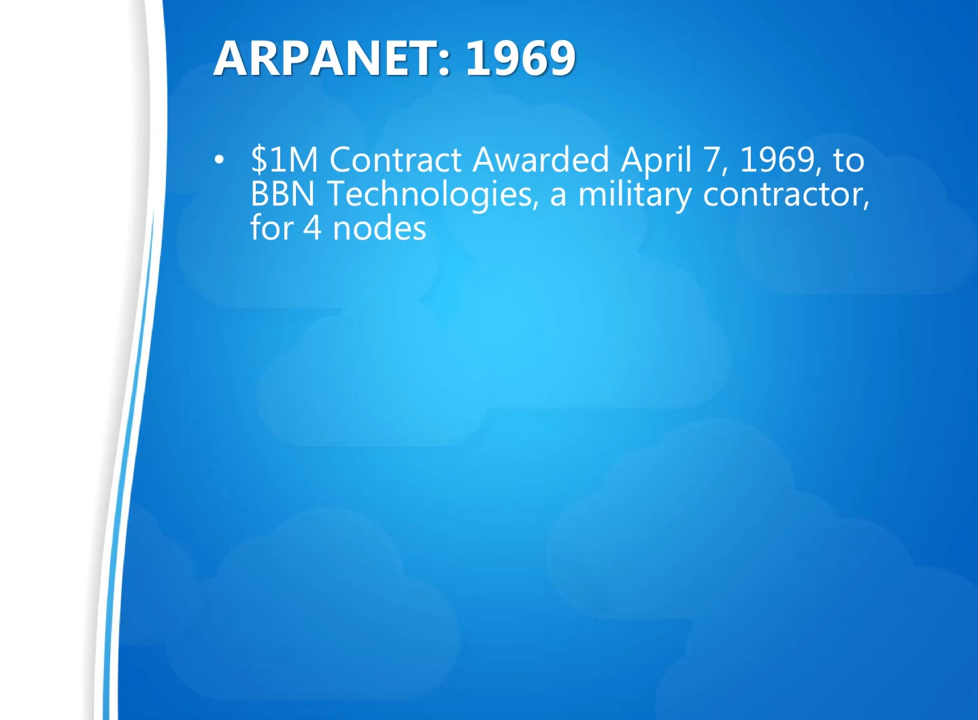 ARPANET: 1969
• $1M Contract Awarded April 7, 1969, to
BBN Technologies, a military contractor,
for 4 nodes